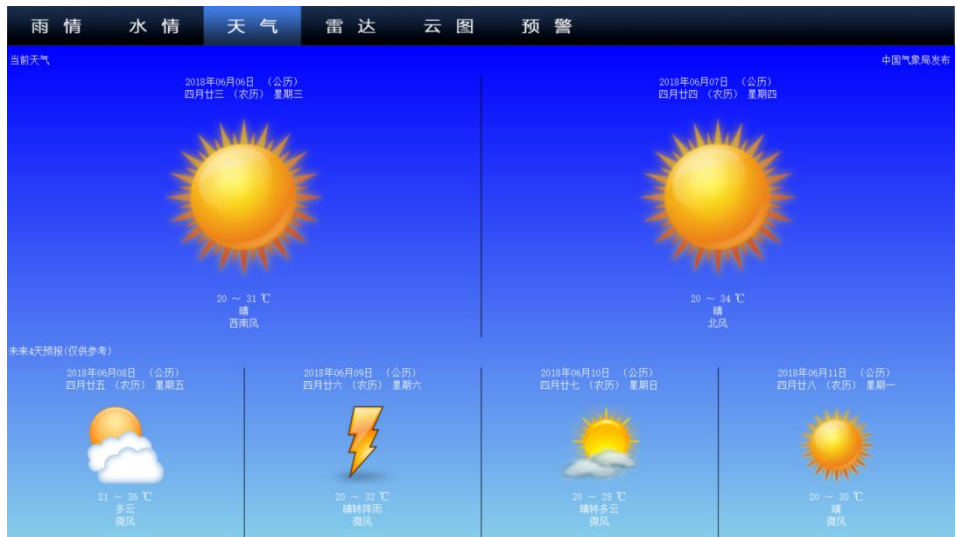 雨情 水情 天气 雷达 云图 预警
当前天气 中国气象局发布
2018年06月06日 （公历）
四月廿三 （农历） 星期三
20 ～ 31 ℃
晴
西南风
2018年06月07日 （公历）
四月廿四 （农历） 星期四
20 ～ 34 ℃
晴
北风
未来4天预报(仅供参考)
2018年06月08日 （公历）
四月廿五 （农历） 星期五
21 ～ 36 ℃
多云
微风
2018年06月09日 （公历）
四月廿六 （农历） 星期六
20 ～ 32 ℃
晴转阵雨
微风
2018年06月10日 （公历）
四月廿七 （农历） 星期日
20 ～ 28 ℃
晴转多云
微风
2018年06月11日 （公历）
四月廿八 （农历） 星期一
20 ～ 30 ℃
晴
微风